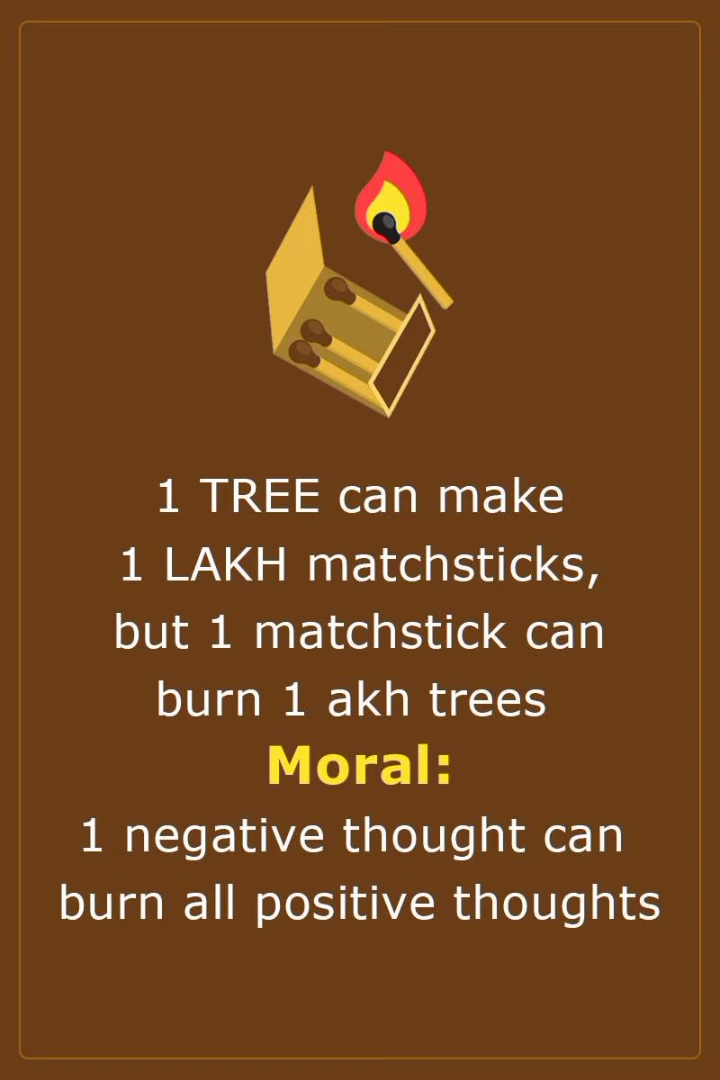 1 TREE can make
1 LAKH matchsticks,
but 1 matchstick can
burn 1 akh trees
Moral:
1 negative thought can
burn all positive thoughts